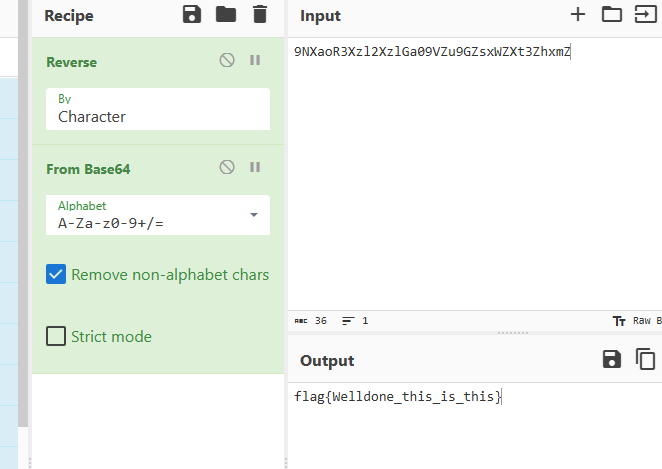 Recipe
Reverse
By
Character
From Base64
Alphabet
A-Za-z0-9+/=
Remove non-alphabet chars
Strict mode
Input
9NXaoR3Xzl2XzlGa09VZu9GZsxWZXt3ZhxmZ
ABC 36 1 Tт Raw B
Output
flag{Welldone_this_is_this}